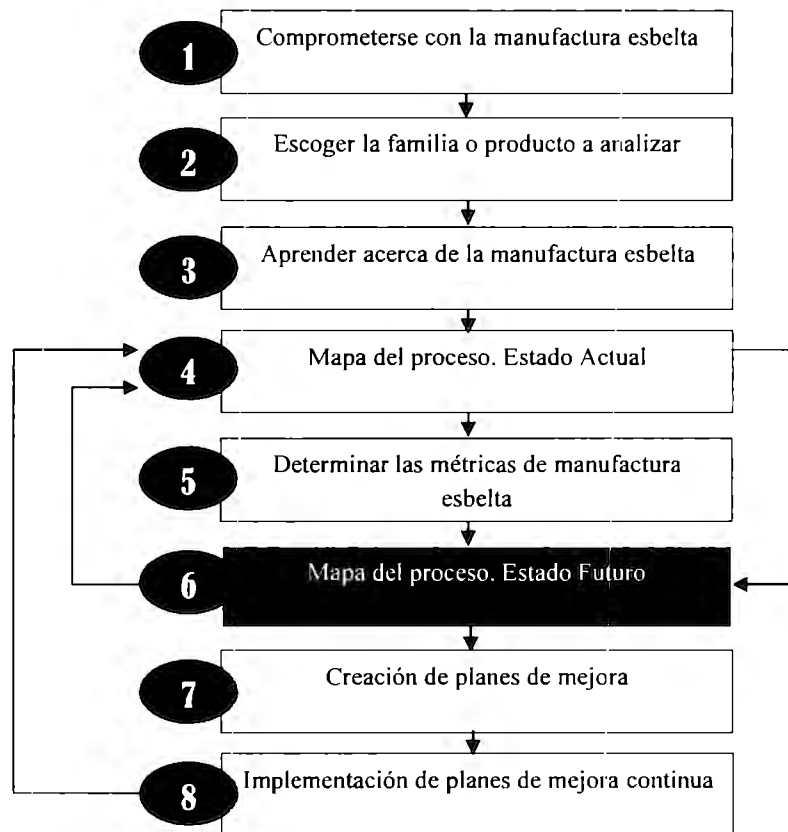 1 Comprometerse con la manufactura esbelta
2 Escoger la familia o producto a analizar
3 Aprender acerca de la manufactura esbelta
4 Mapa del proceso. Estado Actual
5 Determinar las métricas de manufactura
esbelta
6 Mapa del proceso. Estado Futuro
7 Creación de planes de mejora
8 Implementación de planes de mejora continua